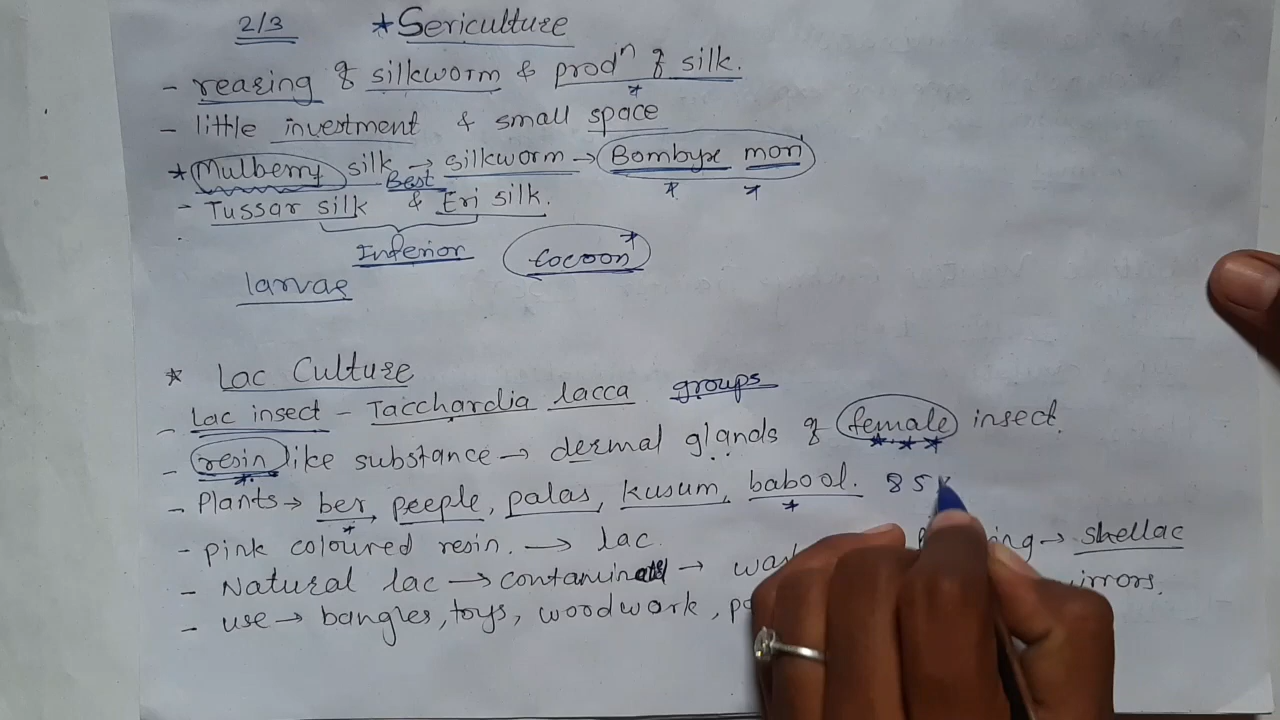 2/3 *Sericulture
- rearing of silkworm & prodⁿ of silk.
- little investment & small space
*Mulberry silk → silkworm → Bombyx mori
Best
- Tussar silk & Eri silk.
Inferior cocoon*
larvae
* Lac Culture
- Lac insect - Tacchardia lacca groups
- resin like substance → dermal glands of female insect.
- Plants → ber, peeple, palas, kusum, babool. 85
- pink coloured resin. → lac.
- Natural lac → → shellac
- use → bangles, toys, woodwork,